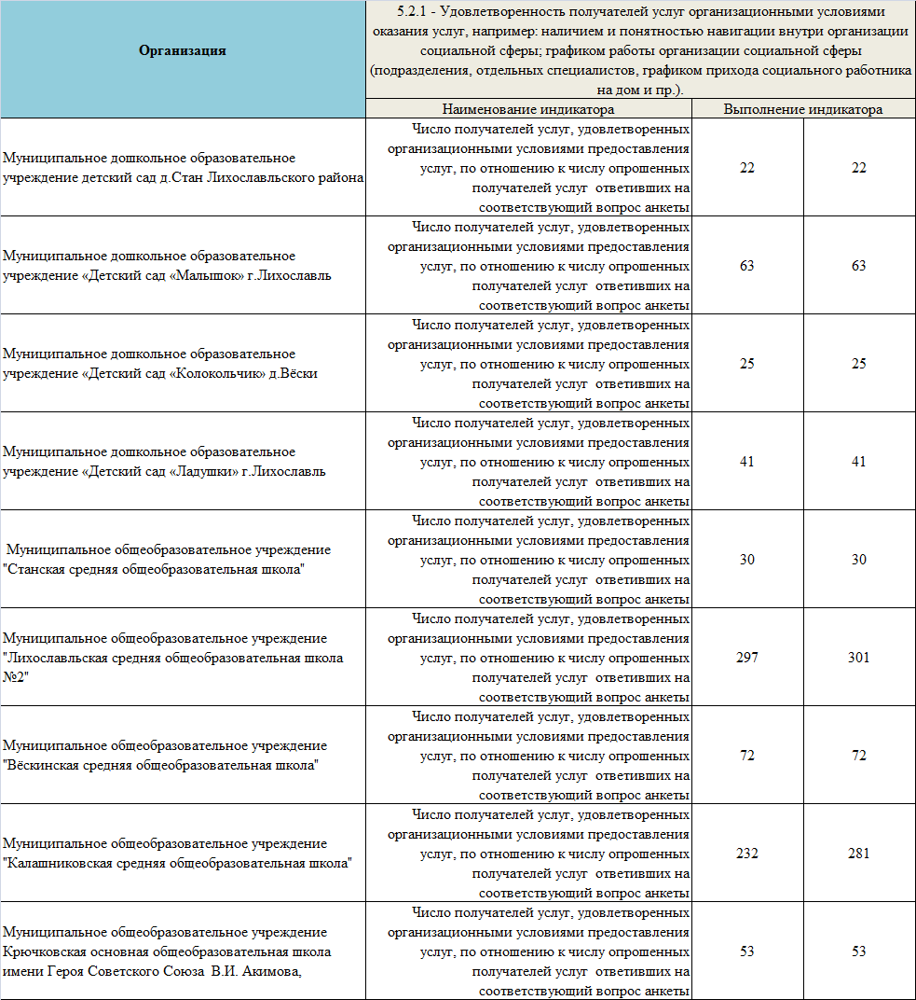 Организация
5.2.1 - Удовлетворенность получателей услуг организационными условиями
оказания услуг, например: наличием и понятностью навигации внутри организации
социальной сферы; графиком работы организации социальной сферы
(подразделения, отдельных специалистов, графиком прихода социального работника
на дом и пр.).
Наименование индикатора
Выполнение индикатора
Муниципальное дошкольное образовательное
учреждение детский сад д.Стан Лихославльского района
Число получателей услуг, удовлетворенных
организационными условиями предоставления
услуг, по отношению к числу опрошенных
получателей услуг  ответивших на
соответствующий вопрос анкеты
22
22
Муниципальное дошкольное образовательное
учреждение «Детский сад «Малышок» г.Лихославль
Число получателей услуг, удовлетворенных
организационными условиями предоставления
услуг, по отношению к числу опрошенных
получателей услуг  ответивших на
соответствующий вопрос анкеты
63
63
Муниципальное дошкольное образовательное
учреждение «Детский сад «Колокольчик» д.Вёски
Число получателей услуг, удовлетворенных
организационными условиями предоставления
услуг, по отношению к числу опрошенных
получателей услуг  ответивших на
соответствующий вопрос анкеты
25
25
Муниципальное дошкольное образовательное
учреждение «Детский сад «Ладушки» г.Лихославль
Число получателей услуг, удовлетворенных
организационными условиями предоставления
услуг, по отношению к числу опрошенных
получателей услуг  ответивших на
соответствующий вопрос анкеты
41
41
Муниципальное общеобразовательное учреждение
"Станская средняя общеобразовательная школа"
Число получателей услуг, удовлетворенных
организационными условиями предоставления
услуг, по отношению к числу опрошенных
получателей услуг  ответивших на
соответствующий вопрос анкеты
30
30
Муниципальное общеобразовательное учреждение
"Лихославльская средняя общеобразовательная школа
№2"
Число получателей услуг, удовлетворенных
организационными условиями предоставления
услуг, по отношению к числу опрошенных
получателей услуг  ответивших на
соответствующий вопрос анкеты
297
301
Муниципальное общеобразовательное учреждение
"Вёскинская средняя общеобразовательная школа"
Число получателей услуг, удовлетворенных
организационными условиями предоставления
услуг, по отношению к числу опрошенных
получателей услуг  ответивших на
соответствующий вопрос анкеты
72
72
Муниципальное общеобразовательное учреждение
"Калашниковская средняя общеобразовательная школа"
Число получателей услуг, удовлетворенных
организационными условиями предоставления
услуг, по отношению к числу опрошенных
получателей услуг  ответивших на
соответствующий вопрос анкеты
232
281
Муниципальное общеобразовательное учреждение
Крючковская основная общеобразовательная школа
имени Героя Советского Союза  В.И. Акимова,
Число получателей услуг, удовлетворенных
организационными условиями предоставления
услуг, по отношению к числу опрошенных
получателей услуг  ответивших на
соответствующий вопрос анкеты
53
53